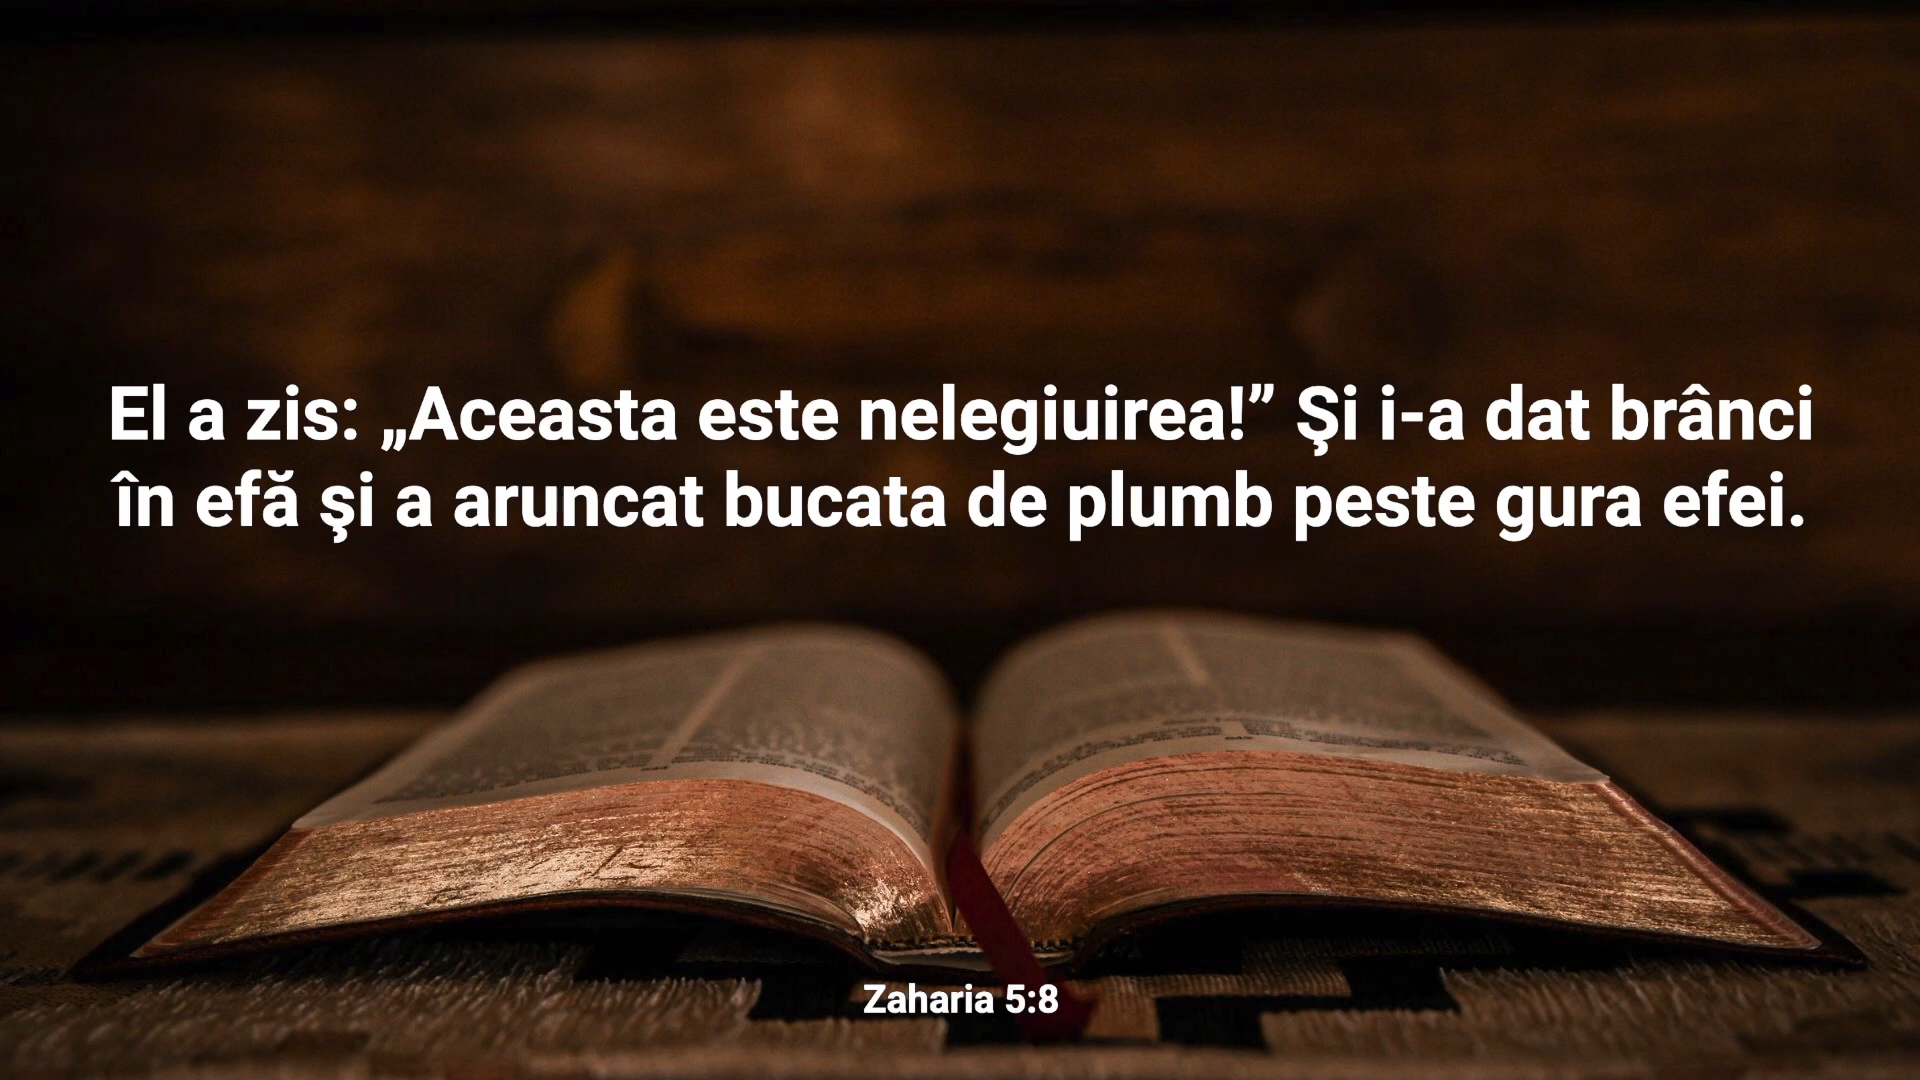 El a zis: „Aceasta este nelegiuirea!” Şi i-a dat brânci
în efă şi a aruncat bucata de plumb peste gura efei.
Zaharia 5:8